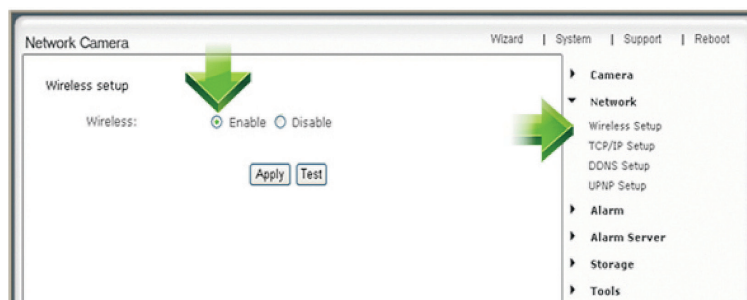 Network Camera
Wizard | System | Support | Reboot
Wireless setup
Wireless: Enable Disable
Apply Test
Camera
Network
Wireless Setup
TCP/IP Setup
DDNS Setup
UPNP Setup
Alarm
Alarm Server
Storage
Tools